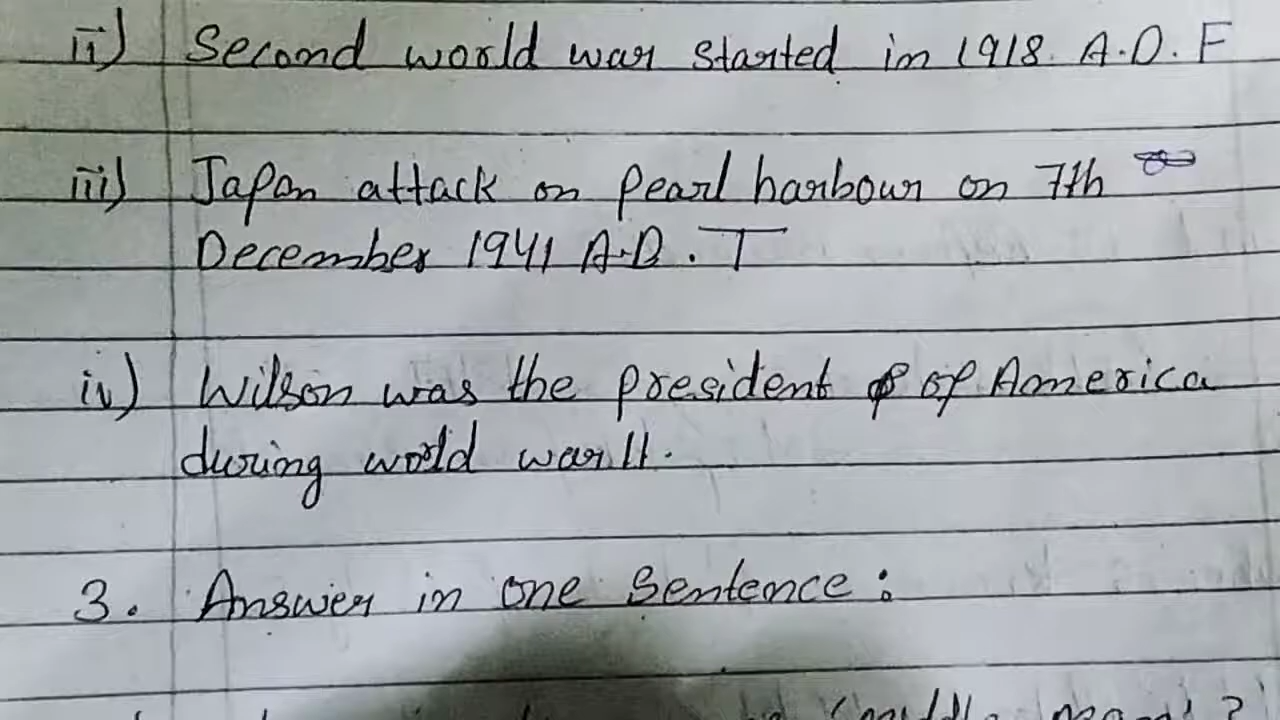 ii) Second world war started in 1918. A.D. F
iii) Japan attack on pearl harbour on 7th
December 1941 A.D. T
iv) Wilson was the president of America
during world war II.
3. Answer in one sentence: